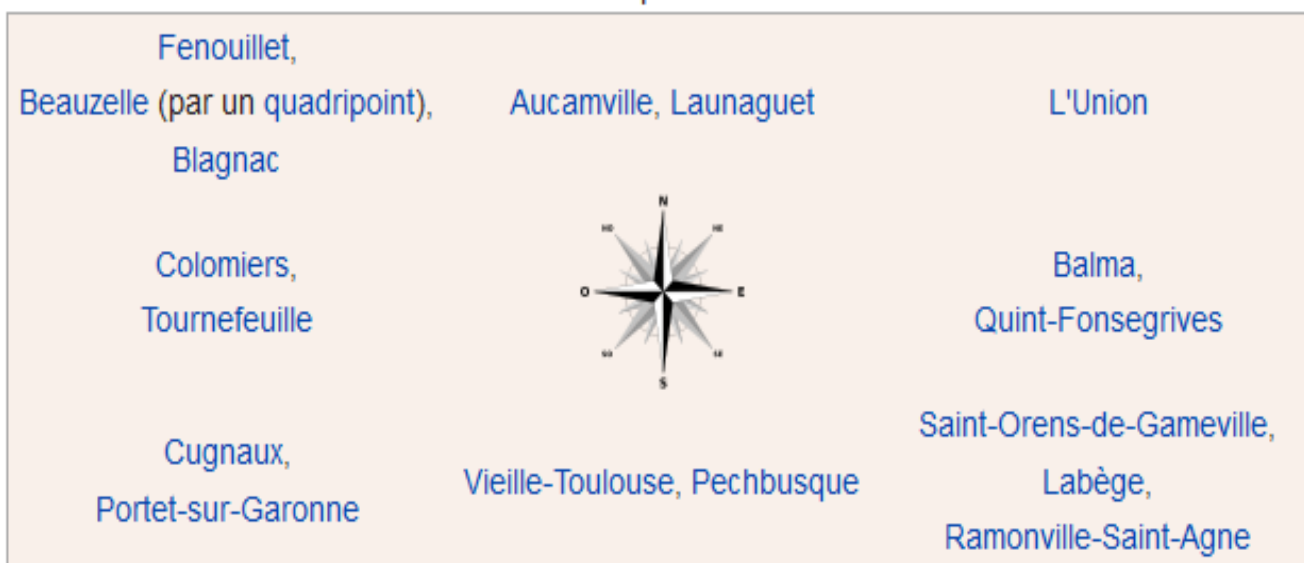 Fenouillet,
Beauzelle (par un quadripoint),
Blagnac
Aucamville, Launaguet
L'Union
Colomiers,
Tournefeuille
N
NO
NE
O
E
SO
SE
S
Balma,
Quint-Fonsegrives
Cugnaux,
Portet-sur-Garonne
Vieille-Toulouse, Pechbusque
Saint-Orens-de-Gameville,
Labège,
Ramonville-Saint-Agne